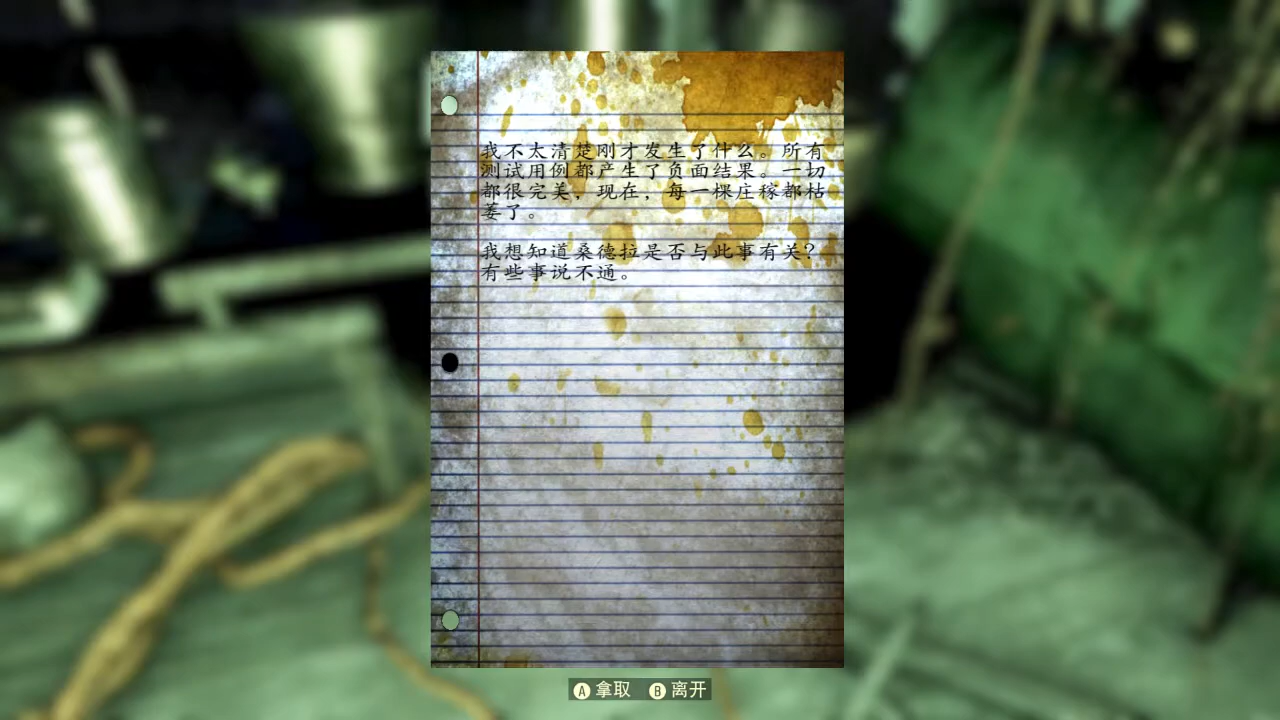 我不太清楚刚才发生了什么。所有
测试用例都产生了负面结果。一切
都很完美，现在，每一棵庄稼都枯
萎了。
我想知道桑德拉是否与此事有关？
有些事说不通。
A 拿取 B 离开